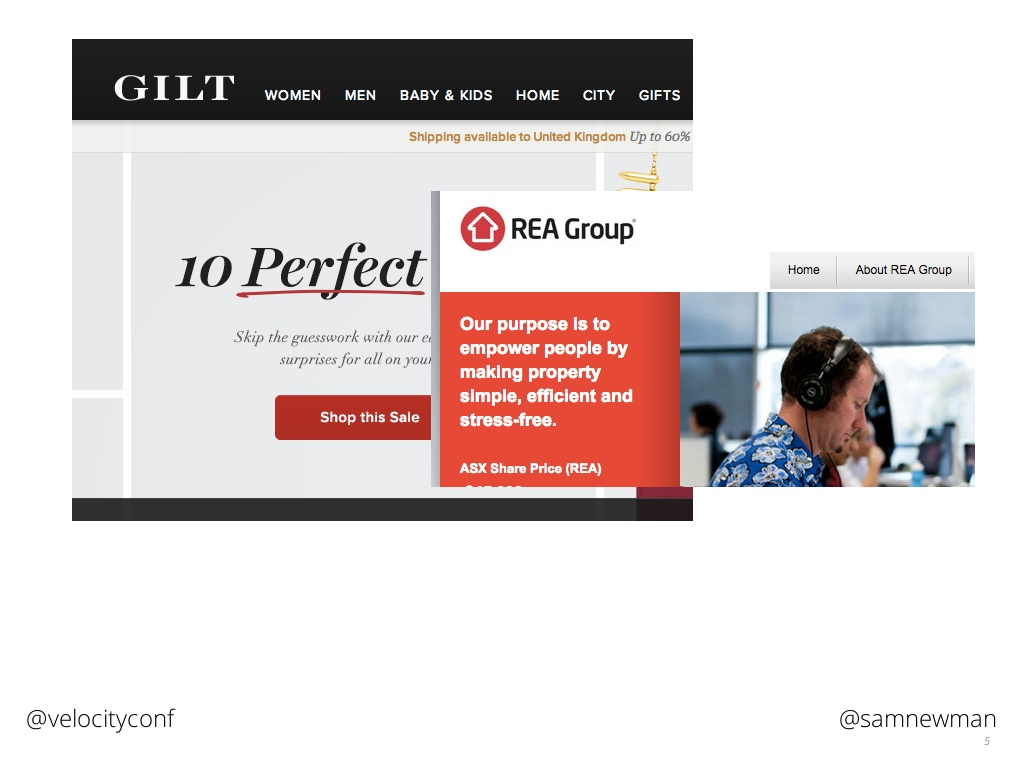 GILT
WOMEN MEN BABY & KIDS HOME CITY GIFTS
Shipping available to United Kingdom Up to 60%
10 Perfect
Skip the guesswork with our
surprises for all on your
Shop this Sale
REA Group
Home About REA Group
Our purpose is to
empower people by
making property
simple, efficient and
stress-free.
ASX Share Price (REA)
@velocityconf
@samnewman
5